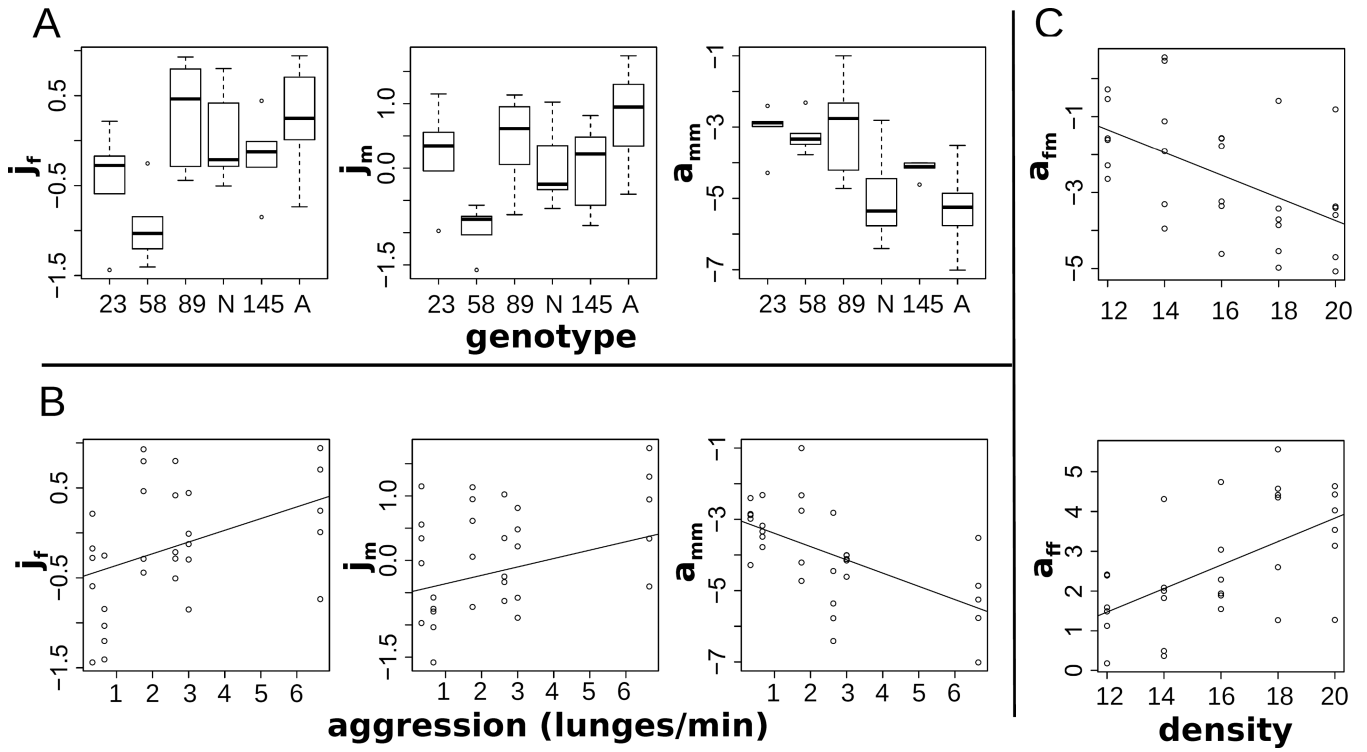 A
j_f
0.5
−0.5
−1.5
23 58 89 N 145 A
j_m
1.0
0.0
−1.5
23 58 89 N 145 A
a_mm
−1
−3
−5
−7
23 58 89 N 145 A
genotype
B
j_f
0.5
−0.5
−1.5
1 2 3 4 5 6
j_m
1.0
0.0
−1.5
1 2 3 4 5 6
a_mm
−1
−3
−5
−7
1 2 3 4 5 6
aggression (lunges/min)
C
a_fm
−1
−3
−5
12 14 16 18 20
a_ff
5
4
3
2
1
0
12 14 16 18 20
density